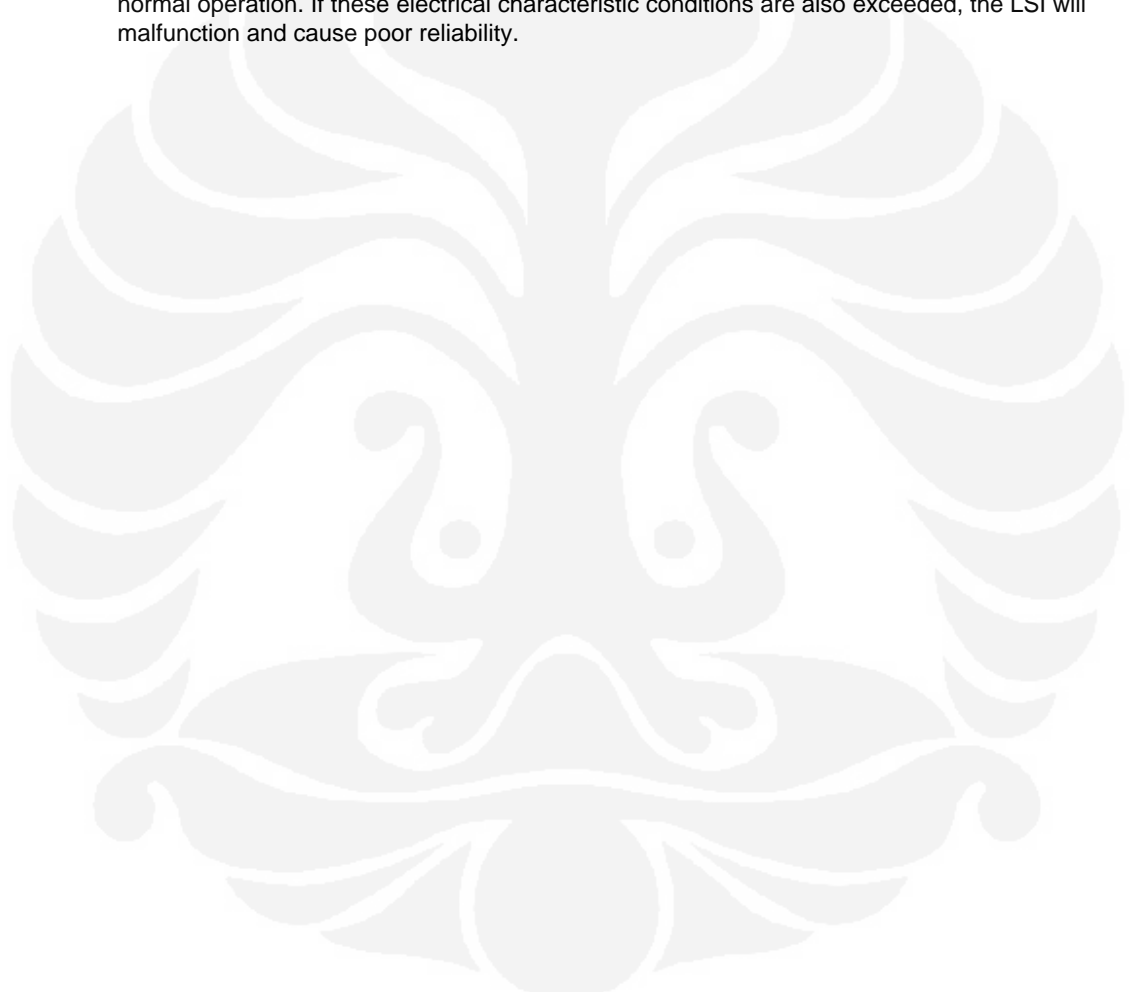 normal operation. If these electrical characteristic conditions are also exceeded, the LSI will
malfunction and cause poor reliability.